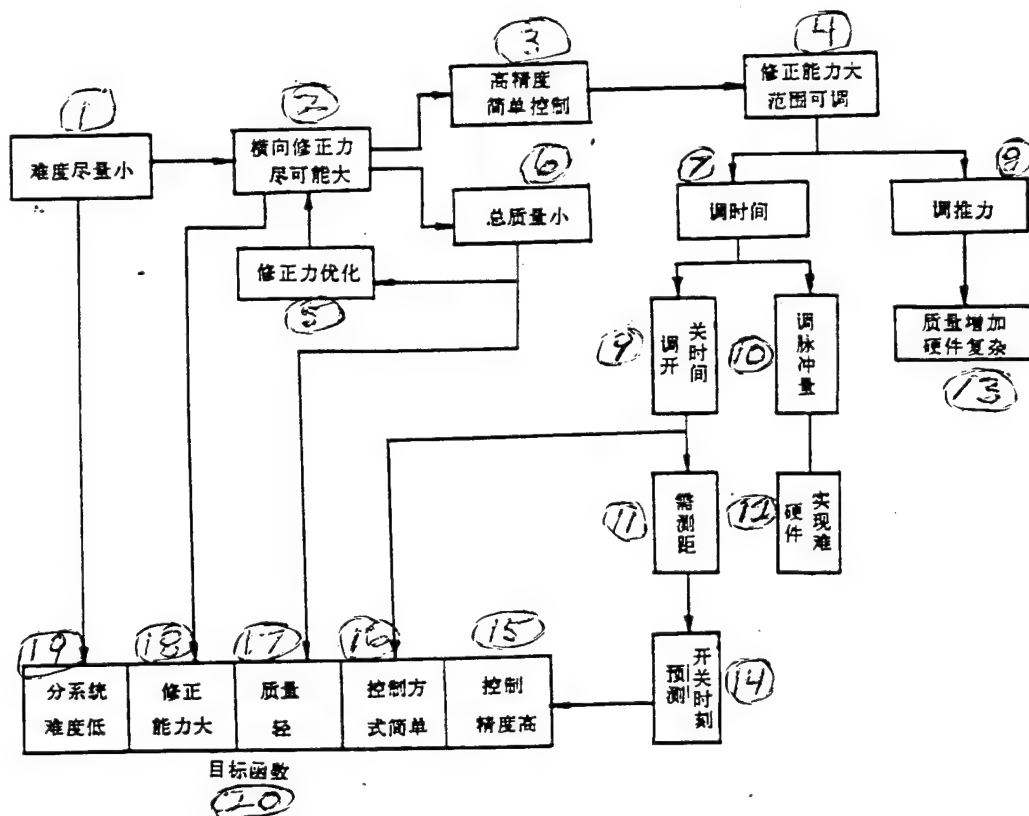 ①
难度尽量小
②
横向修正力
尽可能大
③
高精度
简单控制
④
修正能力大
范围可调
⑤
修正力优化
⑥
总质量小
⑦
调时间
⑧
调推力
⑨
调开
关时间
⑩
调脉冲量
⑪
需测距
⑫
硬件
实现难
⑬
质量增加
硬件复杂
⑭
预测
开关时刻
⑮
控制
精度高
⑯
控制方
式简单
⑰
质量
轻
⑱
修正
能力大
⑲
分系统
难度低
目标函数
⑳